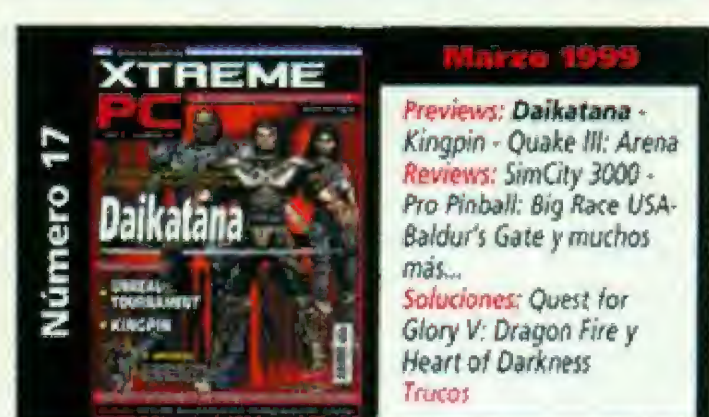 Número 17
XTREME
PC
Daikatana
UNREAL
TOURNAMENT
KINGPIN
Marzo 1999
Previews: Daikatana -
Kingpin - Quake III: Arena
Reviews: SimCity 3000 -
Pro Pinball: Big Race USA-
Baldur's Gate y muchos
más...
Soluciones: Quest for
Glory V: Dragon Fire y
Heart of Darkness
Trucos